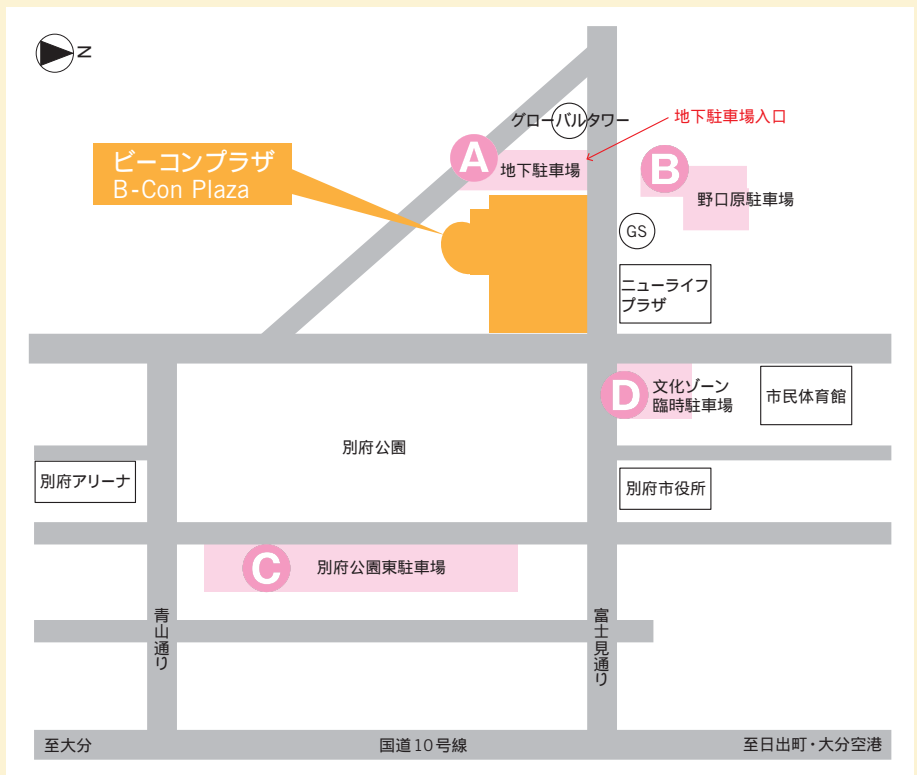 N
グローバルタワー
地下駐車場入口
ビーコンプラザ
B-Con Plaza
A
地下駐車場
B
野口原駐車場
GS
ニューライフ
プラザ
D
文化ゾーン
臨時駐車場
市民体育館
別府公園
別府アリーナ
別府市役所
C
別府公園東駐車場
青山通り
富士見通り
至大分
国道10号線
至日出町・大分空港